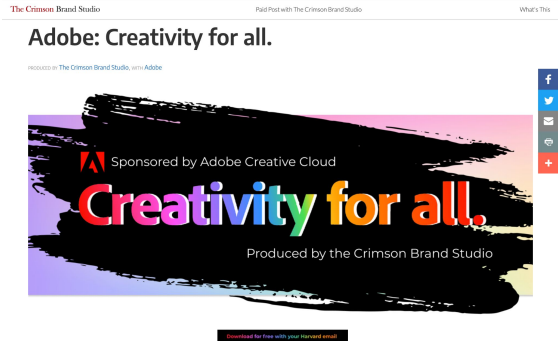 The Crimson Brand Studio
Paid Post with The Crimson Brand Studio
What's This
Adobe: Creativity for all.
PRODUCED BY The Crimson Brand Studio, WITH Adobe
Sponsored by Adobe Creative Cloud
Creativity for all.
Produced by the Crimson Brand Studio
Download for free with your Harvard email